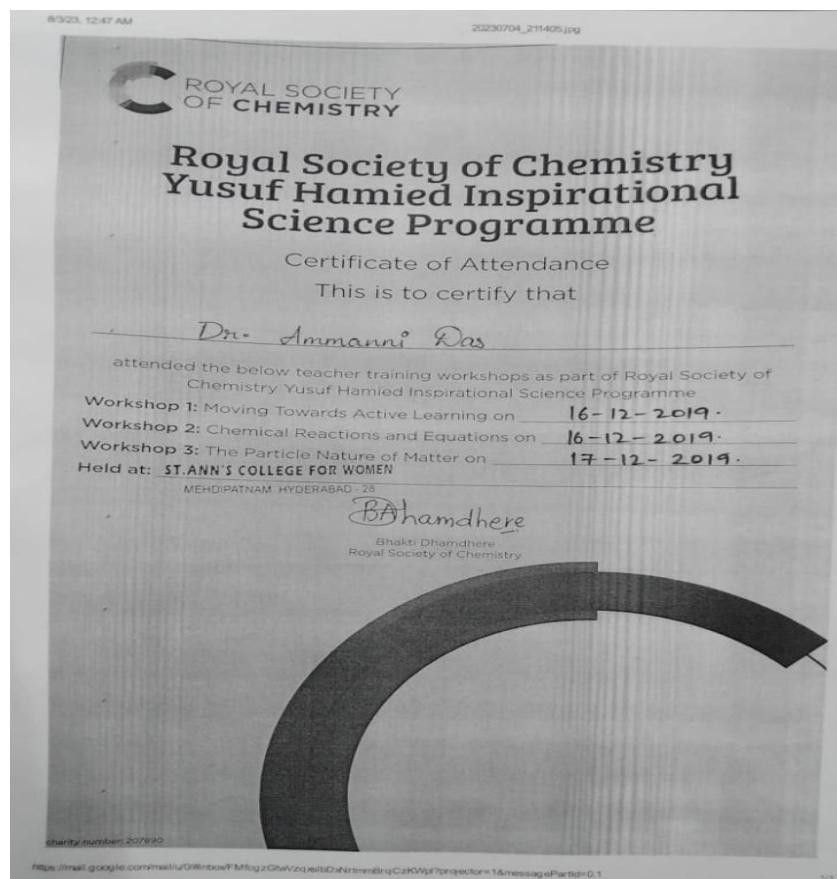 8/3/23, 12:47 AM
20230704_211405.jpg
ROYAL SOCIETY
OF CHEMISTRY
Royal Society of Chemistry
Yusuf Hamied Inspirational
Science Programme
Certificate of Attendance
This is to certify that
Dr. Ammanni Das
attended the below teacher training workshops as part of Royal Society of
Chemistry Yusuf Hamied Inspirational Science Programme
Workshop 1: Moving Towards Active Learning on 16-12-2019.
Workshop 2: Chemical Reactions and Equations on 16-12-2019.
Workshop 3: The Particle Nature of Matter on 17-12-2019.
Held at: ST.ANN'S COLLEGE FOR WOMEN
MEHDIPATNAM HYDERABAD - 28
BAhamdhere
Bhakti Dhamdhere
Royal Society of Chemistry
charity number: 207890